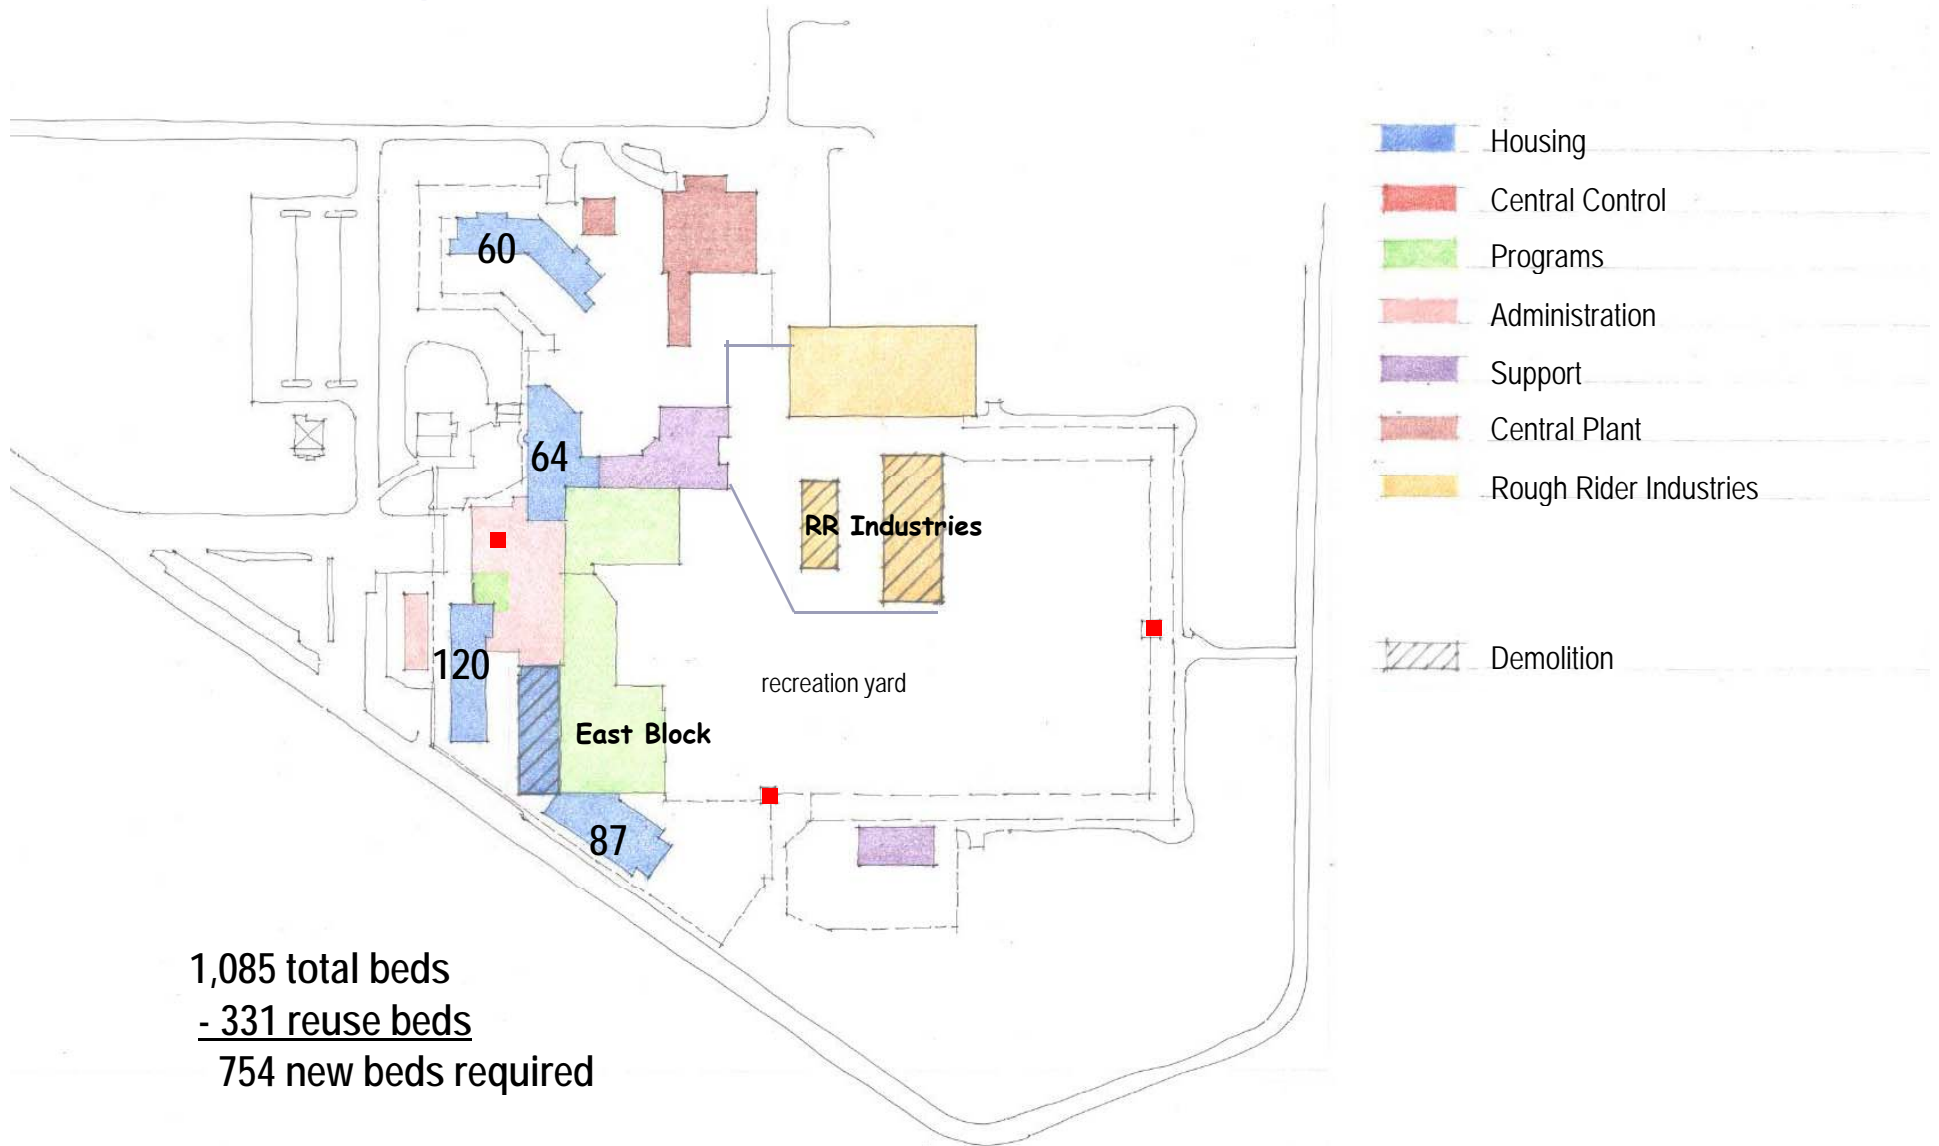 Housing
Central Control
Programs
Administration
Support
Central Plant
Rough Rider Industries
Demolition
60
64
RR Industries
120
recreation yard
East Block
87
1,085 total beds
- 331 reuse beds
754 new beds required